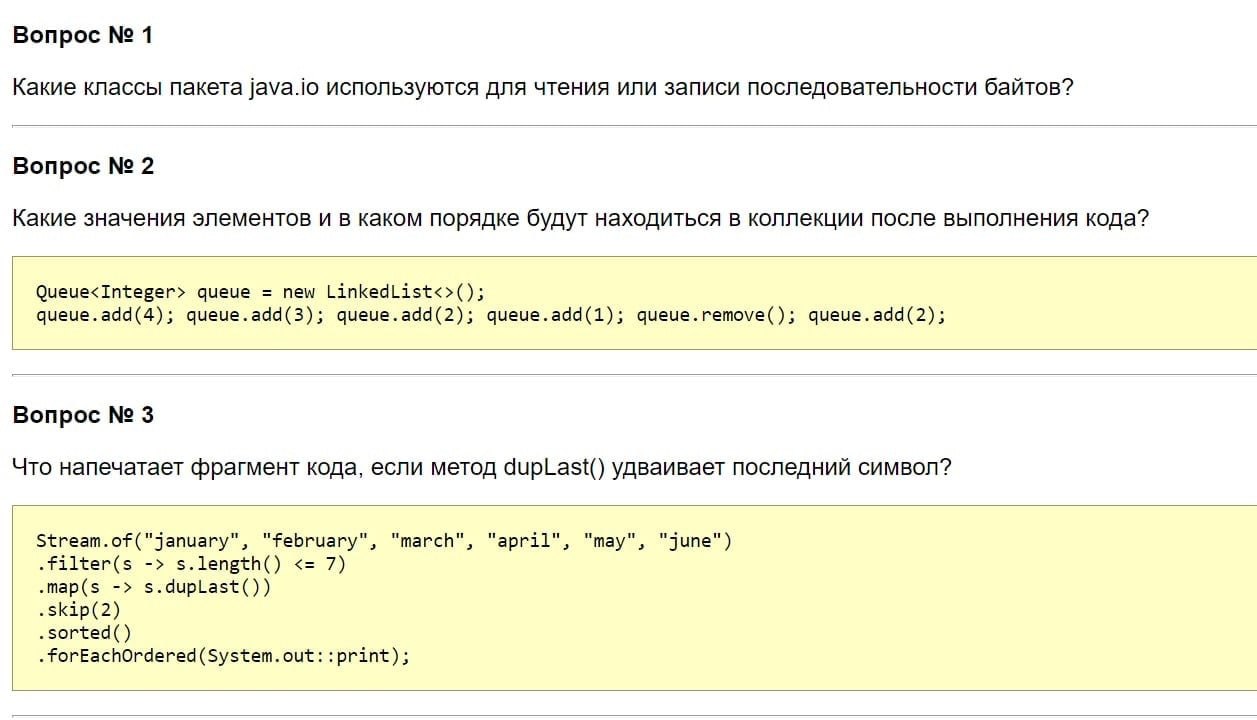 Вопрос № 1
Какие классы пакета java.io используются для чтения или записи последовательности байтов?
Вопрос № 2
Какие значения элементов и в каком порядке будут находиться в коллекции после выполнения кода?
Queue<Integer> queue = new LinkedList<>();
queue.add(4); queue.add(3); queue.add(2); queue.add(1); queue.remove(); queue.add(2);
Вопрос № 3
Что напечатает фрагмент кода, если метод dupLast() удваивает последний символ?
Stream.of("january", "february", "march", "april", "may", "june")
.filter(s -> s.length() <= 7)
.map(s -> s.dupLast())
.skip(2)
.sorted()
.forEachOrdered(System.out::print);